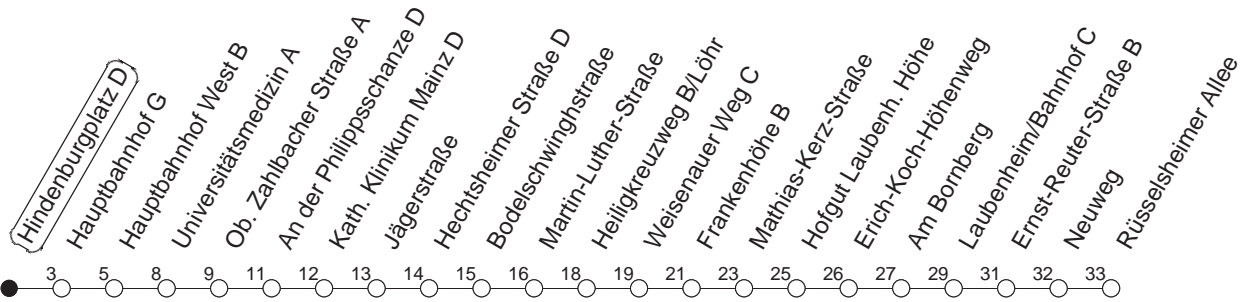 Hindenburgplatz D
Hauptbahnhof G
Hauptbahnhof West B
Universitätsmedizin A
Ob. Zahlbacher Straße A
An der Philippsschanze D
Kath. Klinikum Mainz D
Jägerstraße
Hechtsheimer Straße D
Bodelschwinghstraße
Martin-Luther-Straße
Heiligkreuzweg B/Löhr
Weisenauer Weg C
Frankenhöhe B
Mathias-Kerz-Straße
Hofgut Laubenh. Höhe
Erich-Koch-Höhenweg
Am Bornberg
Laubenheim/Bahnhof C
Ernst-Reuter-Straße B
Neuweg
Rüsselsheimer Allee
3 5 8 9 11 12 13 14 15 16 18 19 21 23 25 26 27 29 31 32 33